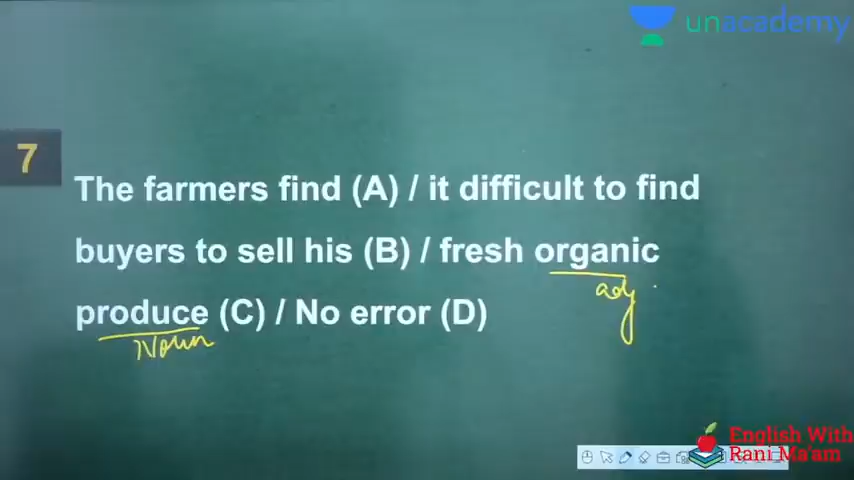 unacademy
7
The farmers find (A) / it difficult to find
buyers to sell his (B) / fresh organic
adj
produce (C) / No error (D)
Noun
English With
Rani Ma'am